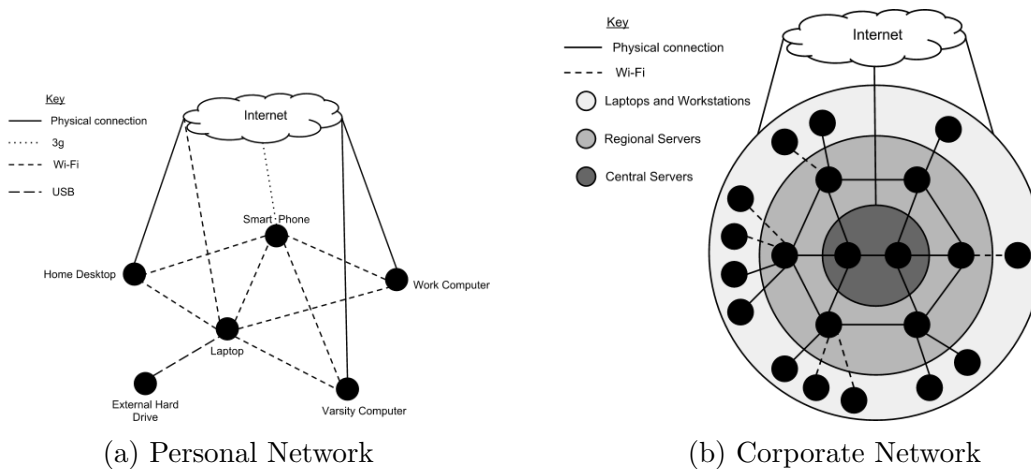 Key
Physical connection
3g
Wi-Fi
USB
Internet
Smart Phone
Home Desktop
Work Computer
Laptop
External Hard
Drive
Varsity Computer
(a) Personal Network
Key
Physical connection
Wi-Fi
Laptops and Workstations
Regional Servers
Central Servers
Internet
(b) Corporate Network